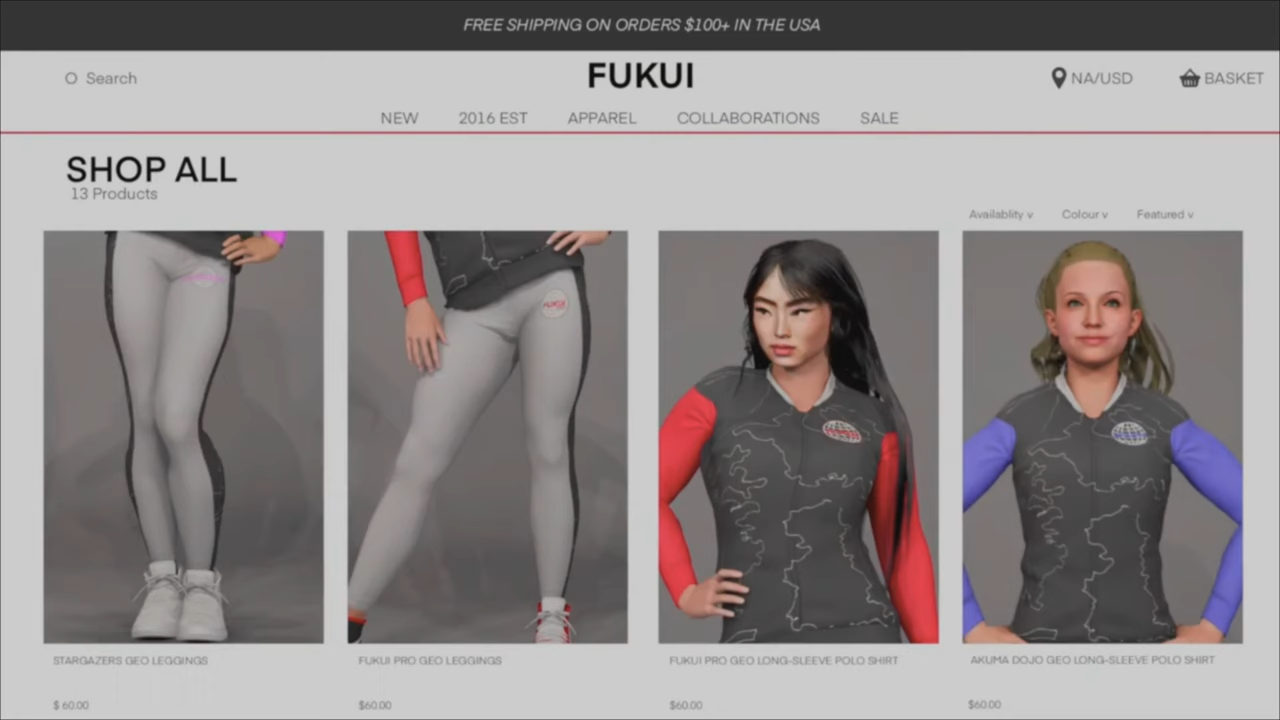 FREE SHIPPING ON ORDERS $100+ IN THE USA
Search
FUKUI
NA/USD
BASKET
NEW 2016 EST APPAREL COLLABORATIONS SALE
SHOP ALL
13 Products
Availablity v Colour v Featured v
FUKUI
STARGAZERS GEO LEGGINGS
FUKUI PRO GEO LEGGINGS
FUKUI PRO GEO LONG-SLEEVE POLO SHIRT
AKUMA DOJO GEO LONG-SLEEVE POLO SHIRT
$ 60.00
$60.00
$60.00
$60.00